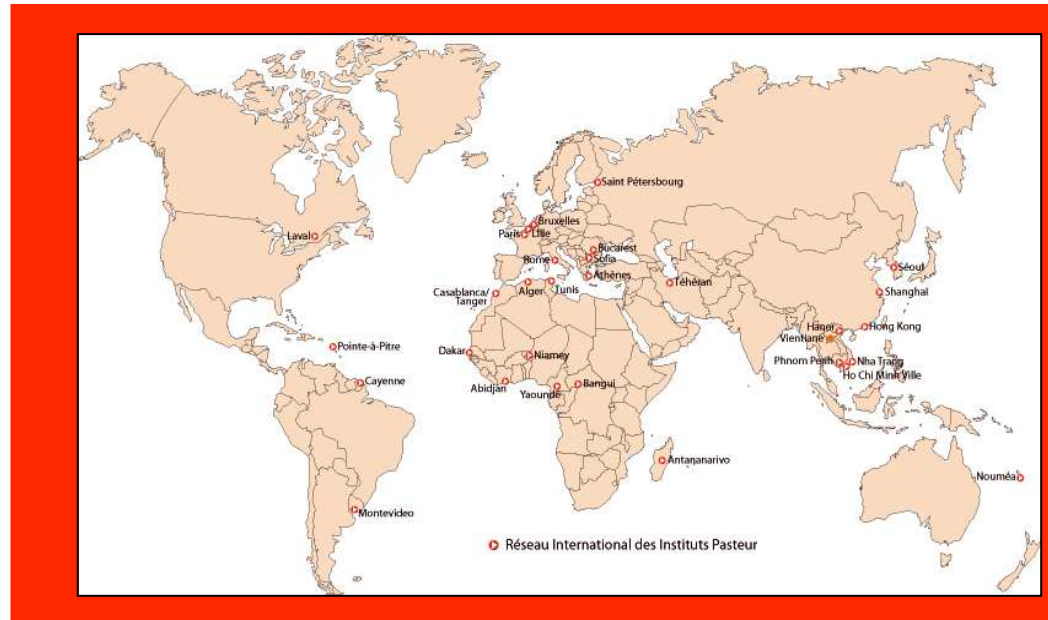 Saint Pétersbourg
Bruxelles
Paris
Lille
Laval
Bucarest
Rome
Sofia
Séoul
Athènes
Téhéran
Alger
Tunis
Casablanca/
Tanger
Shanghaï
Hanoï
Hong Kong
Vientiane
Pointe-à-Pitre
Dakar
Niamey
Phnom Penh
Nha Trang
Ho Chi Minh Ville
Cayenne
Abidjan
Yaoundé
Bangui
Antananarivo
Nouméa
Montevideo
Réseau International des Instituts Pasteur